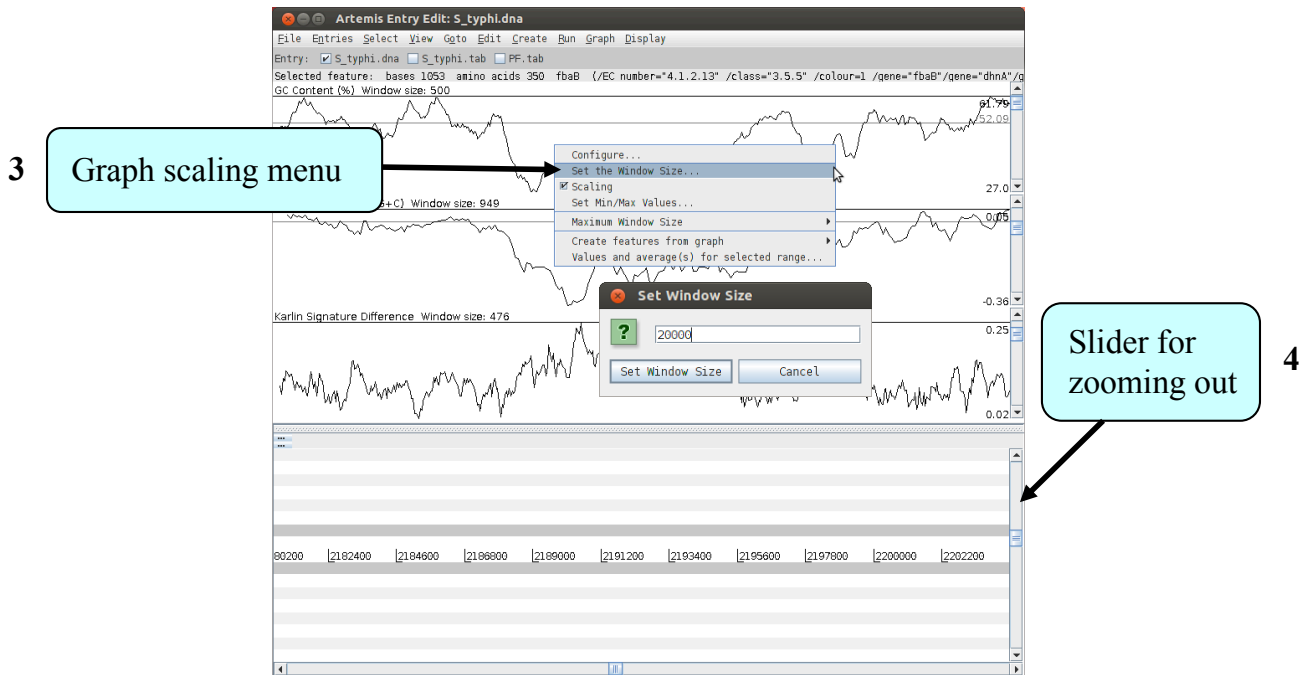 Artemis Entry Edit: S_typhi.dna
File Entries Select View Goto Edit Create Run Graph Display
Entry: S_typhi.dna S_typhi.tab PF.tab
Selected feature: bases 1053 amino acids 350 fbaB (/EC_number="4.1.2.13" /class="3.5.5" /colour=1 /gene="fbaB"/gene="dhnA"/g
GC Content (%) Window size: 500
61.79
52.09
3
Graph scaling menu
Configure...
Set the Window Size...
Scaling
Set Min/Max Values...
Maximum Window Size
Create features from graph
Values and average(s) for selected range...
27.0
G+C) Window size: 949
-0.36
Set Window Size
?
20000
Set Window Size Cancel
Karlin Signature Difference Window size: 476
0.25
0.02
Slider for
zooming out
4
80200 2182400 2184600 2186800 2189000 2191200 2193400 2195600 2197800 2200000 2202200